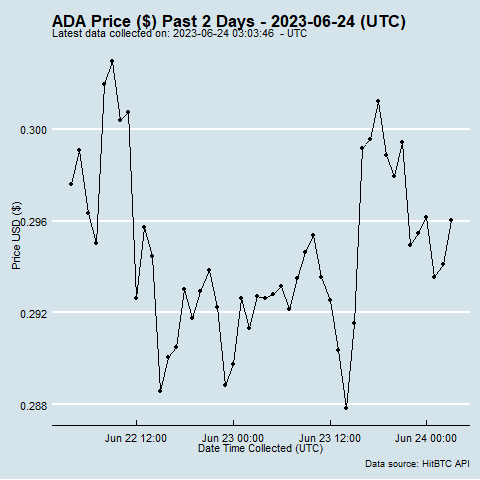 ADA Price ($) Past 2 Days - 2023-06-24 (UTC)
Latest data collected on: 2023-06-24 03:03:46  - UTC
0.300
0.296
0.292
0.288
Price USD ($)
Jun 22 12:00
Jun 23 00:00
Jun 23 12:00
Jun 24 00:00
Date Time Collected (UTC)
Data source: HitBTC API